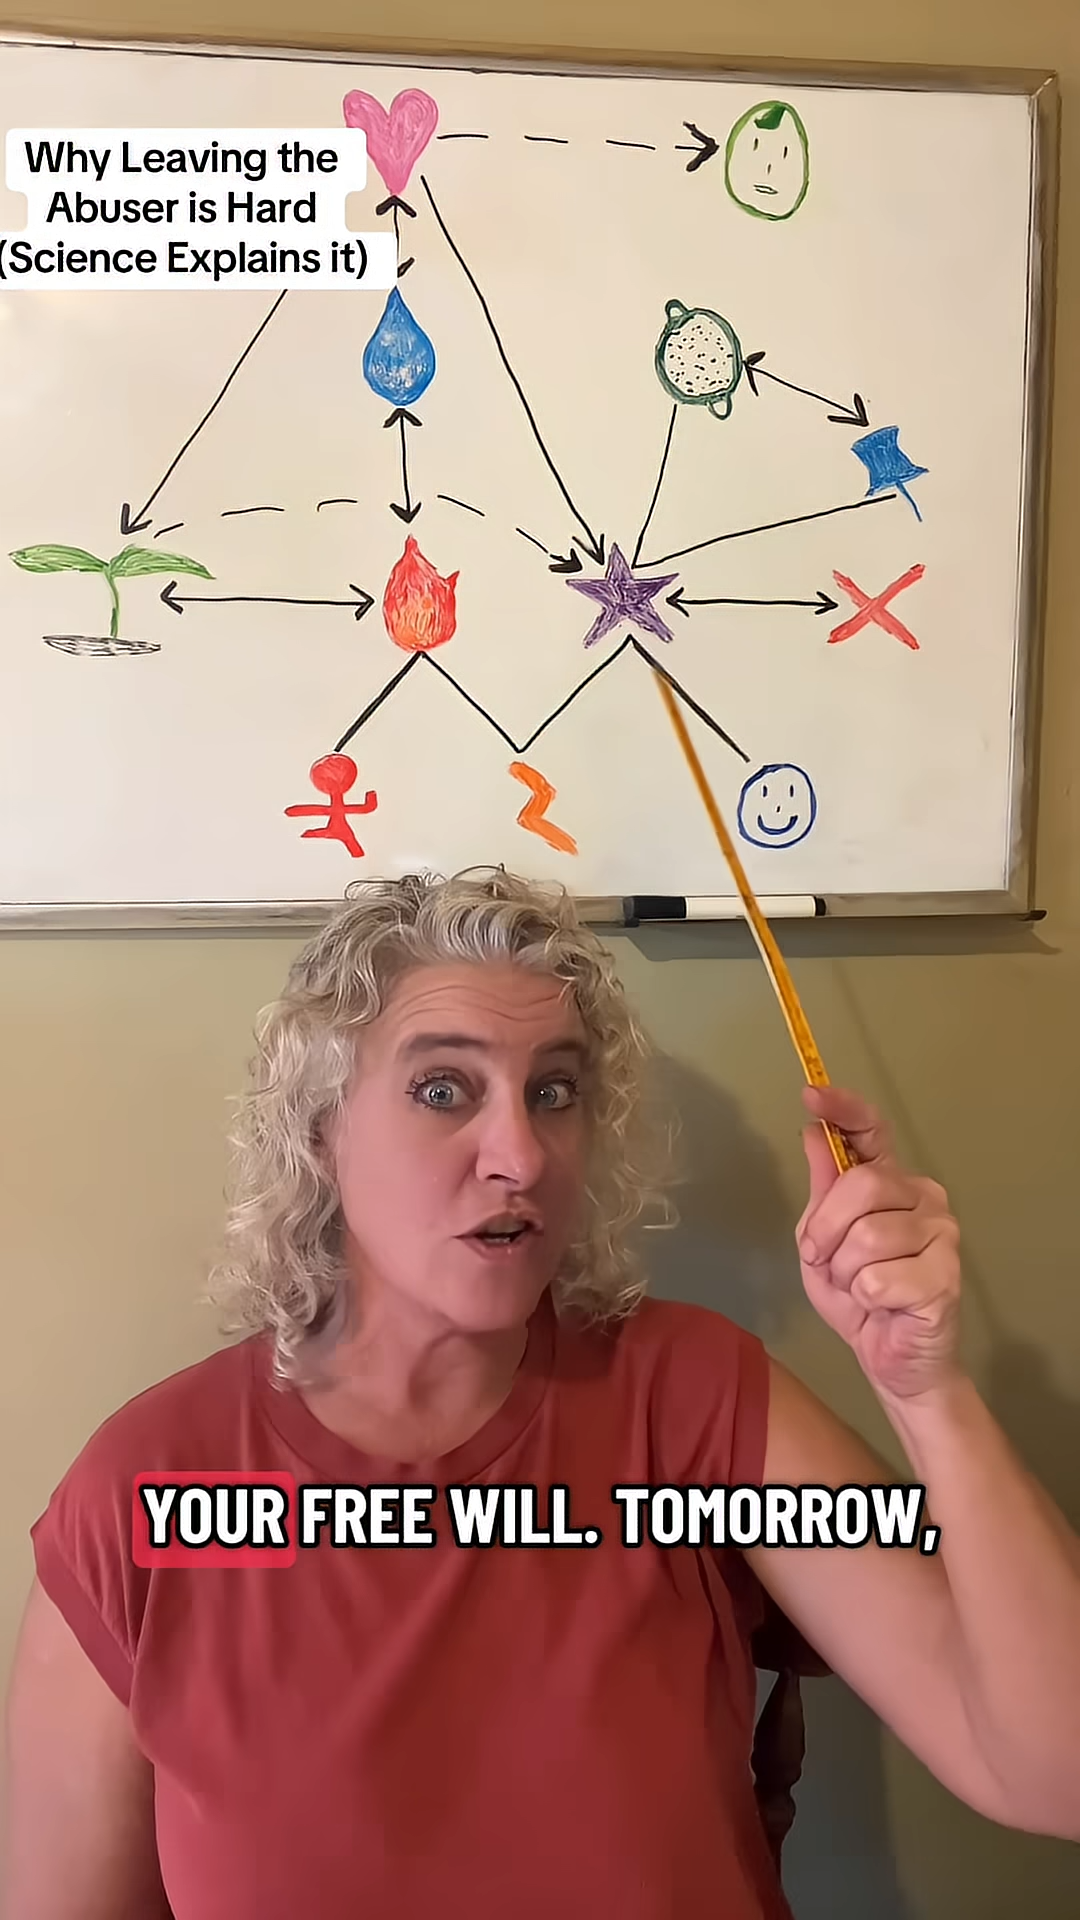 Why Leaving the
Abuser is Hard
(Science Explains it)
YOUR FREE WILL. TOMORROW,